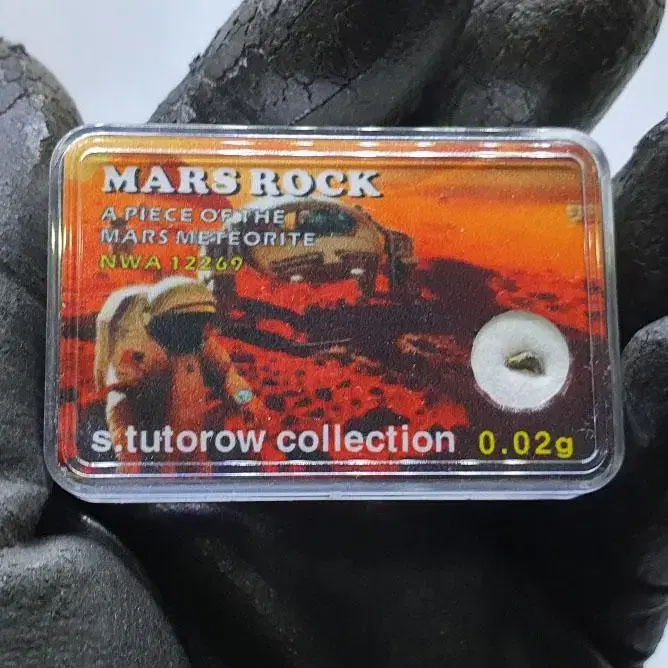 MARS ROCK
A PIECE OF THE
MARS METEORITE
NWA 12269
s.tutorow collection 0.02g